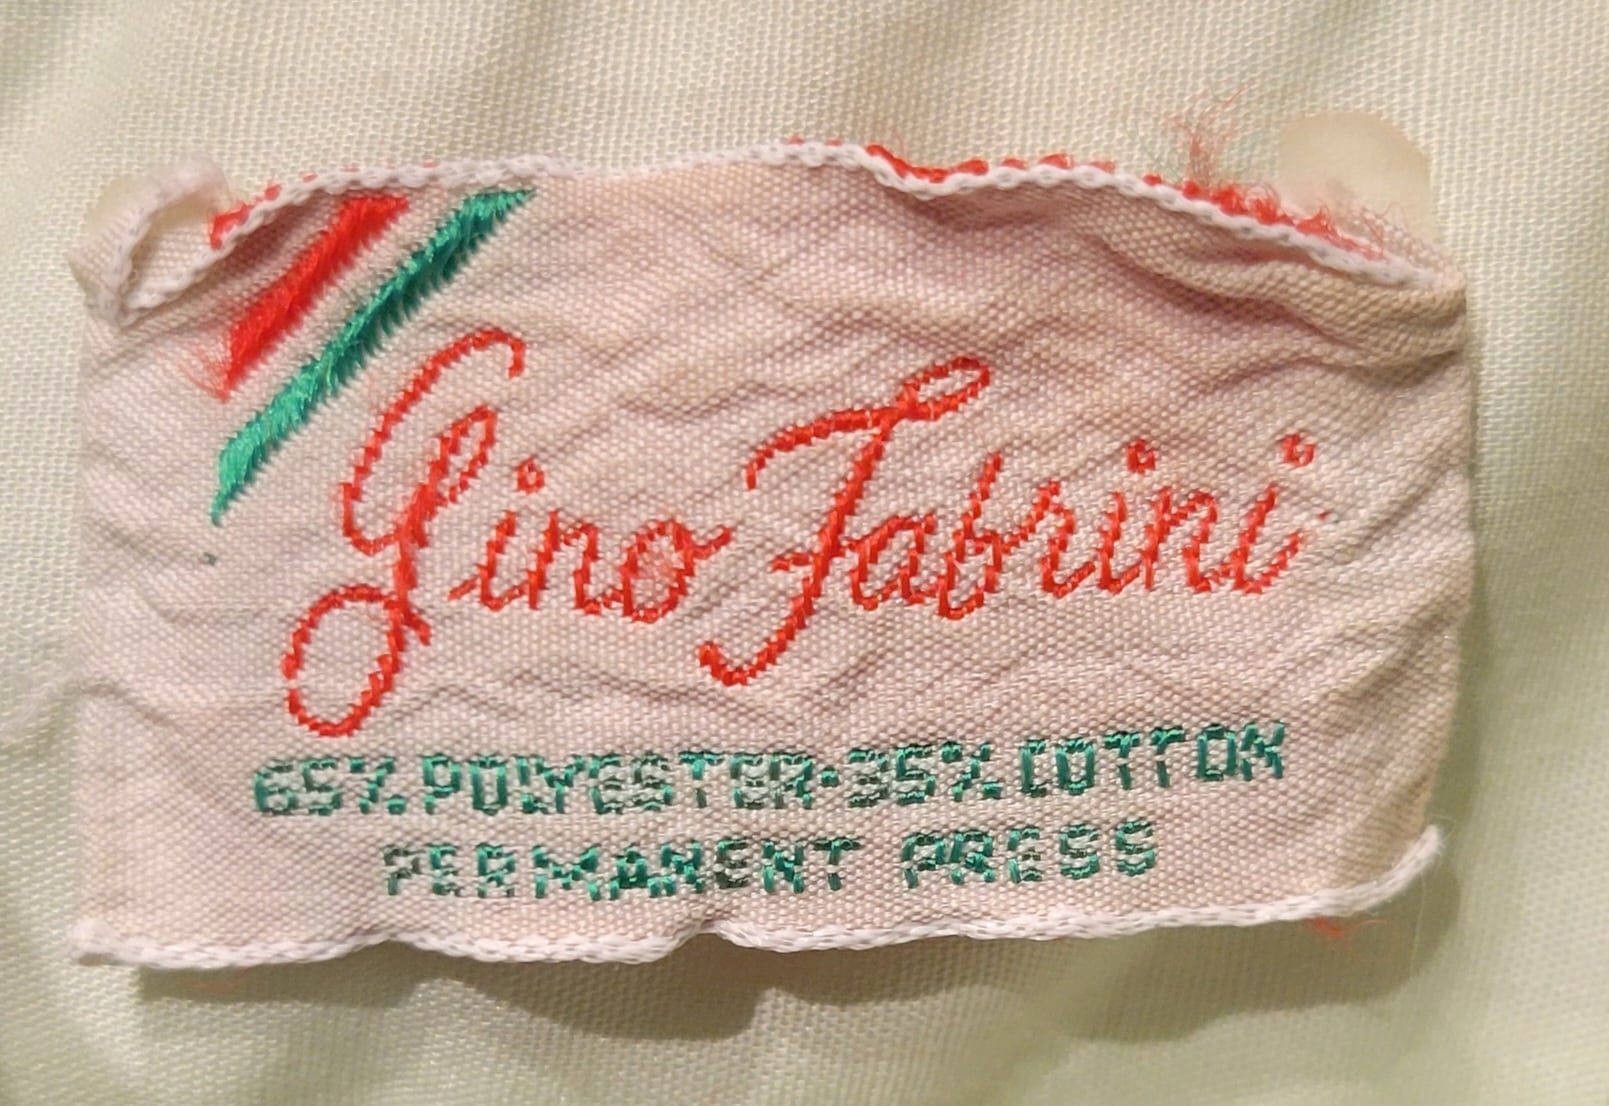 Gino Fabrini
65% POLYESTER·35% COTTON
PERMANENT PRESS